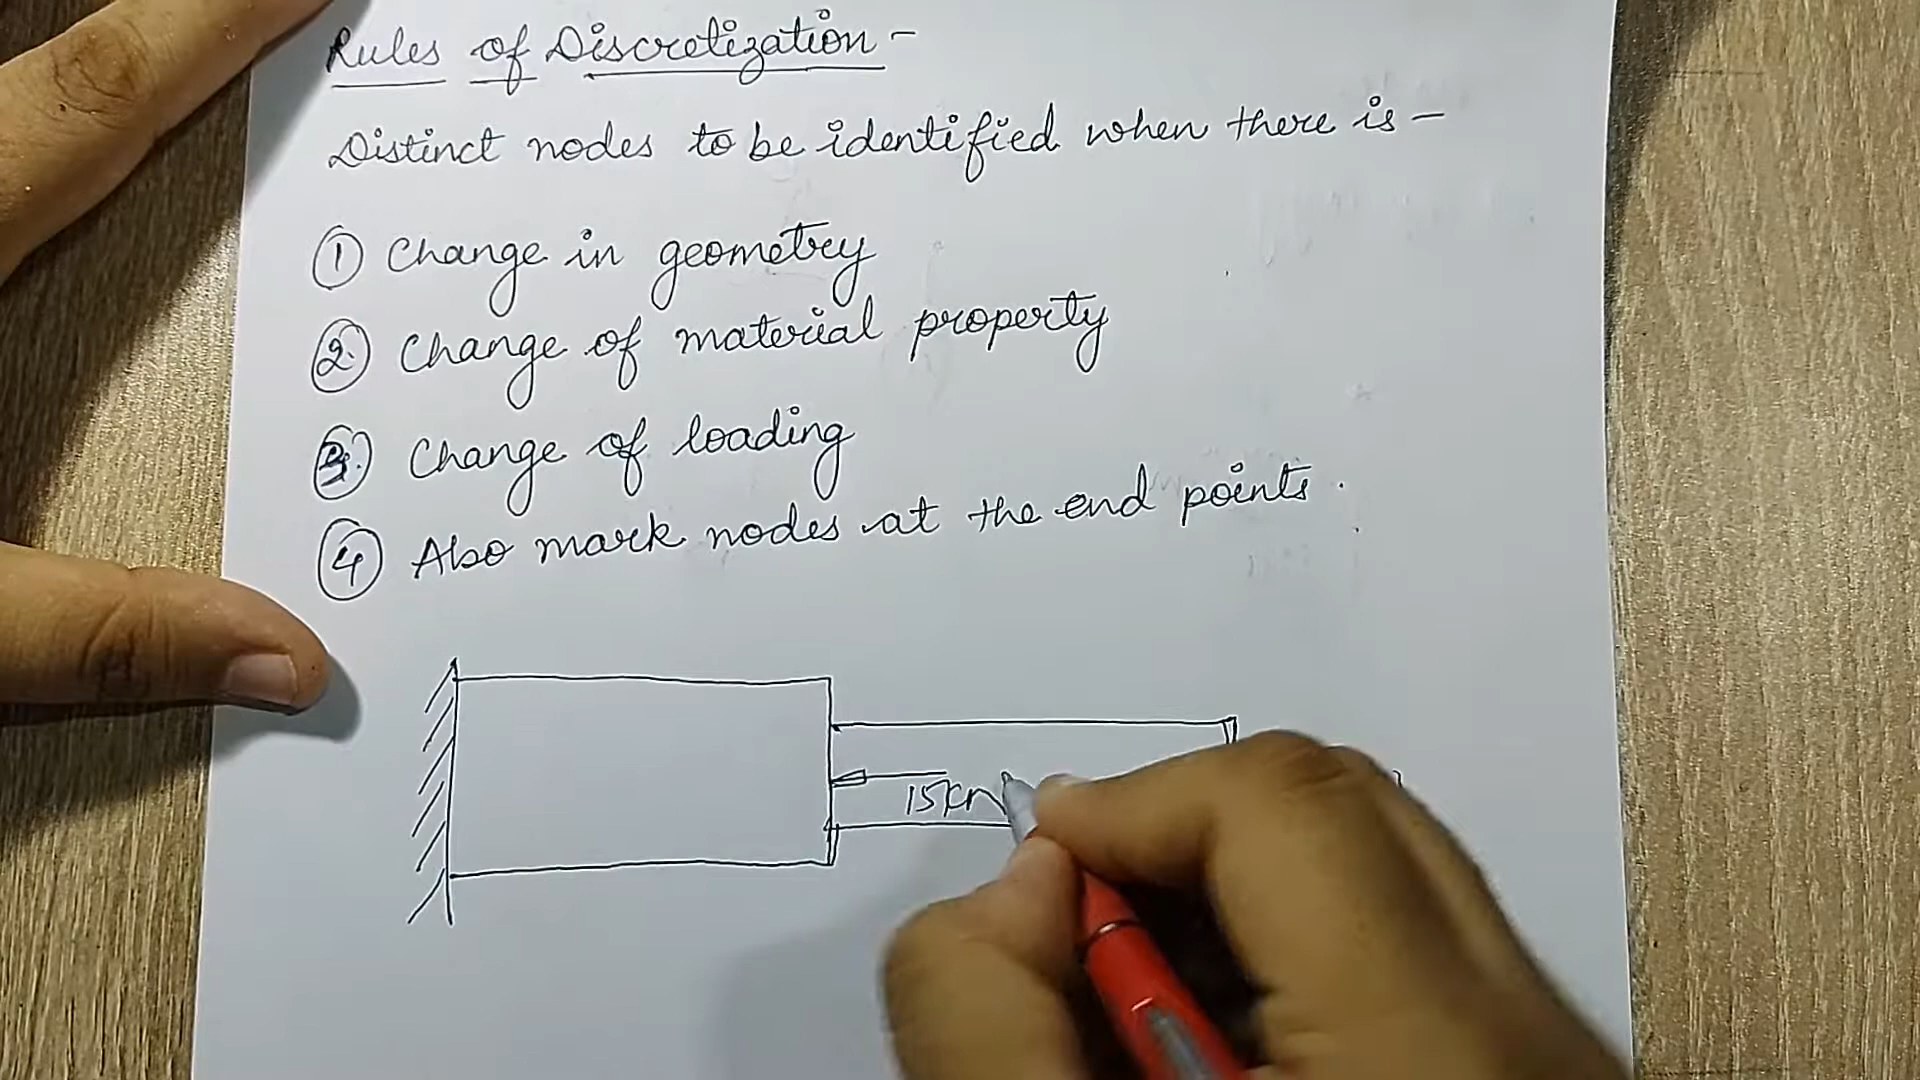 Rules of Discretization -
Distinct nodes to be identified when there is -
① Change in geometry
②. Change of material property
③. Change of loading
④ Also mark nodes at the end points.
15KN